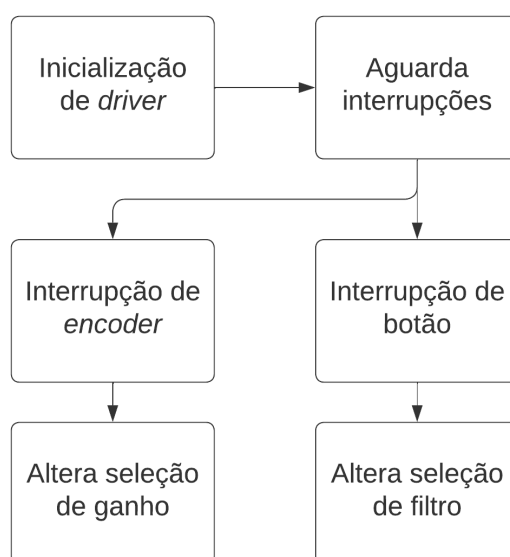 Inicialização
de driver
Aguarda
interrupções
Interrupção de
encoder
Interrupção de
botão
Altera seleção
de ganho
Altera seleção
de filtro